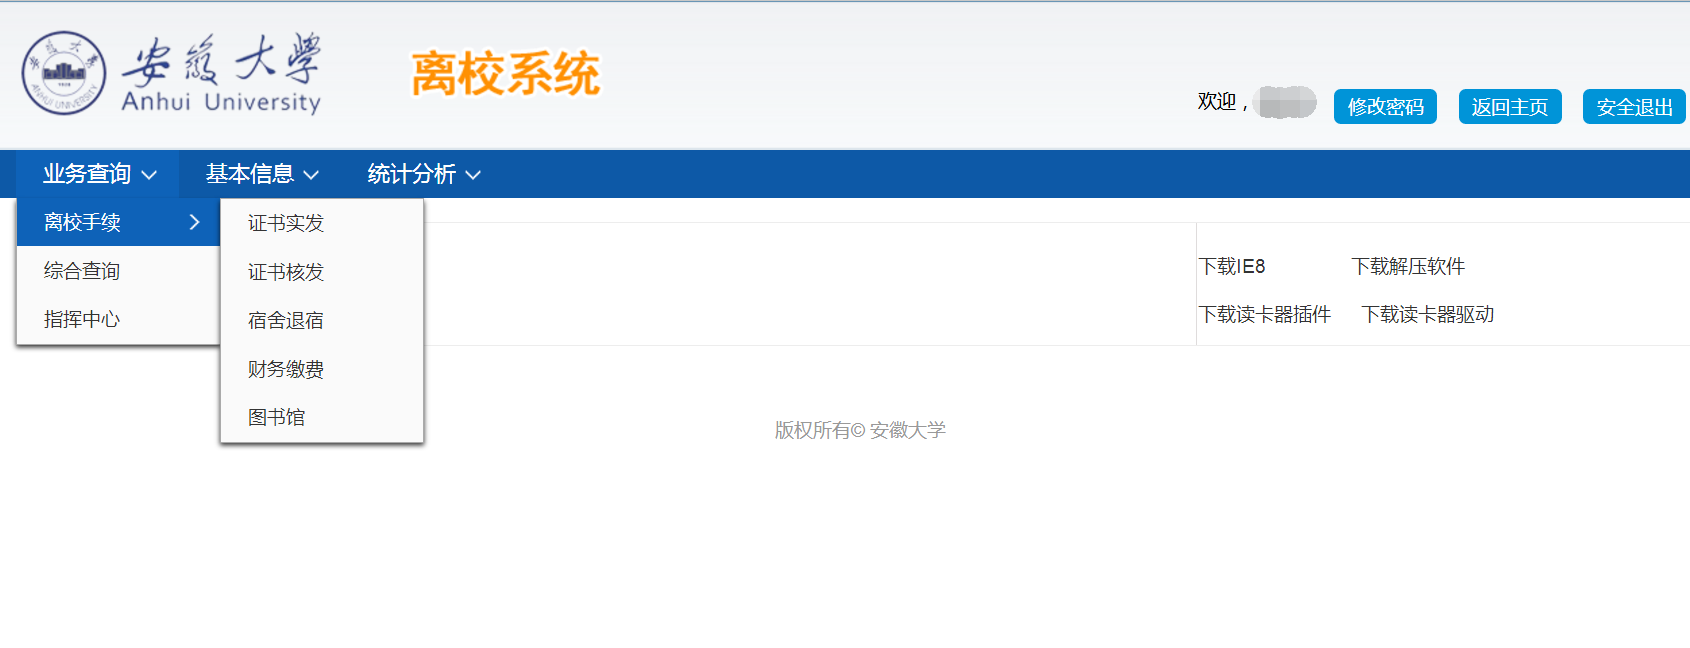 安徽大学
Anhui University
离校系统
欢迎，
修改密码
返回主页
安全退出
业务查询
基本信息
统计分析
离校手续
综合查询
指挥中心
证书实发
证书核发
宿舍退宿
财务缴费
图书馆
下载IE8 下载解压软件
下载读卡器插件 下载读卡器驱动
版权所有© 安徽大学